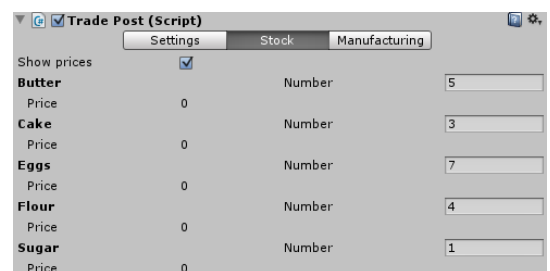 Trade Post (Script)
Settings Stock Manufacturing
Show prices
Butter Number 5
Price 0
Cake Number 3
Price 0
Eggs Number 7
Price 0
Flour Number 4
Price 0
Sugar Number 1
Price 0